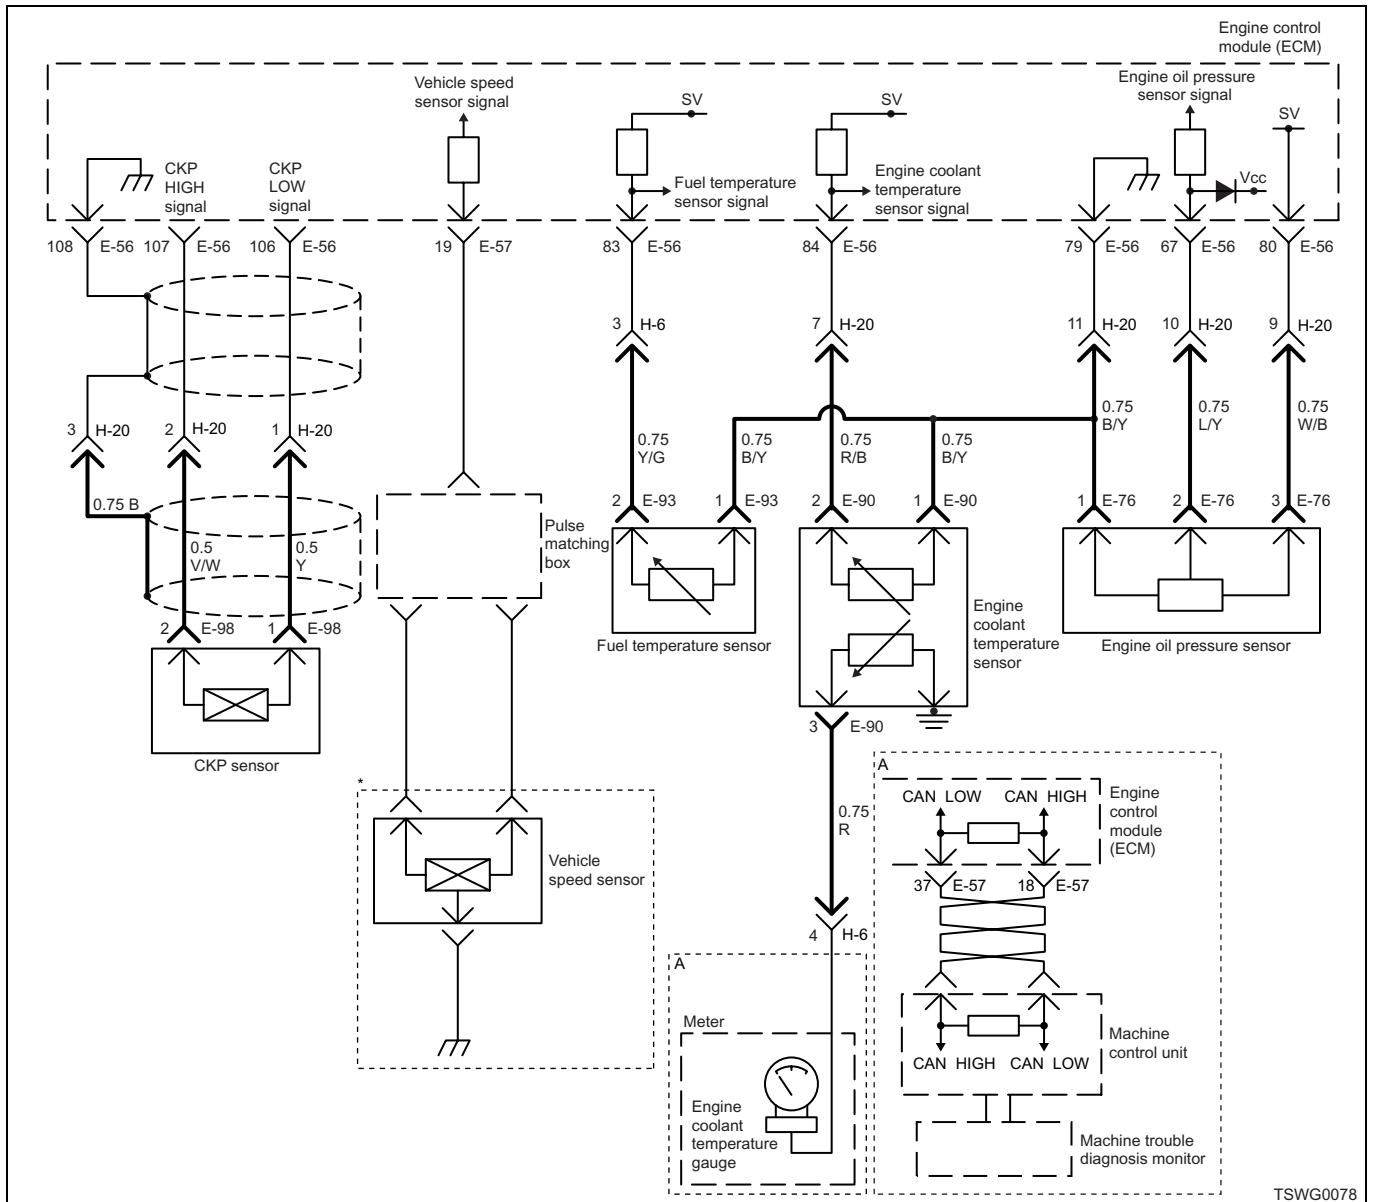 Engine control
module (ECM)
Vehicle speed
sensor signal
SV
SV
Engine oil pressure
sensor signal
SV
CKP
HIGH
signal
CKP
LOW
signal
Fuel temperature
sensor signal
Engine coolant
temperature
sensor signal
Vcc
108 E-56 107 E-56 106 E-56 19 E-57 83 E-56 84 E-56 79 E-56 67 E-56 80 E-56
3 H-6 7 H-20 11 H-20 10 H-20 9 H-20
3 H-20 2 H-20 1 H-20
0.75
Y/G
0.75
B/Y
0.75
R/B
0.75
B/Y
0.75
B/Y
0.75
L/Y
0.75
W/B
0.75 B
2 E-93 1 E-93 2 E-90 1 E-90 1 E-76 2 E-76 3 E-76
0.5
V/W
0.5
Y
Pulse
matching
box
2 E-98 1 E-98
Fuel temperature sensor
Engine
coolant
temperature
sensor
Engine oil pressure sensor
CKP sensor
3 E-90
*
A
CAN LOW CAN HIGH
Engine
control
module
(ECM)
0.75
R
Vehicle
speed sensor
37 E-57 18 E-57
4 H-6
A
Meter
Machine
control unit
CAN HIGH CAN LOW
Engine
coolant
temperature
gauge
Machine trouble
diagnosis monitor
TSWG0078